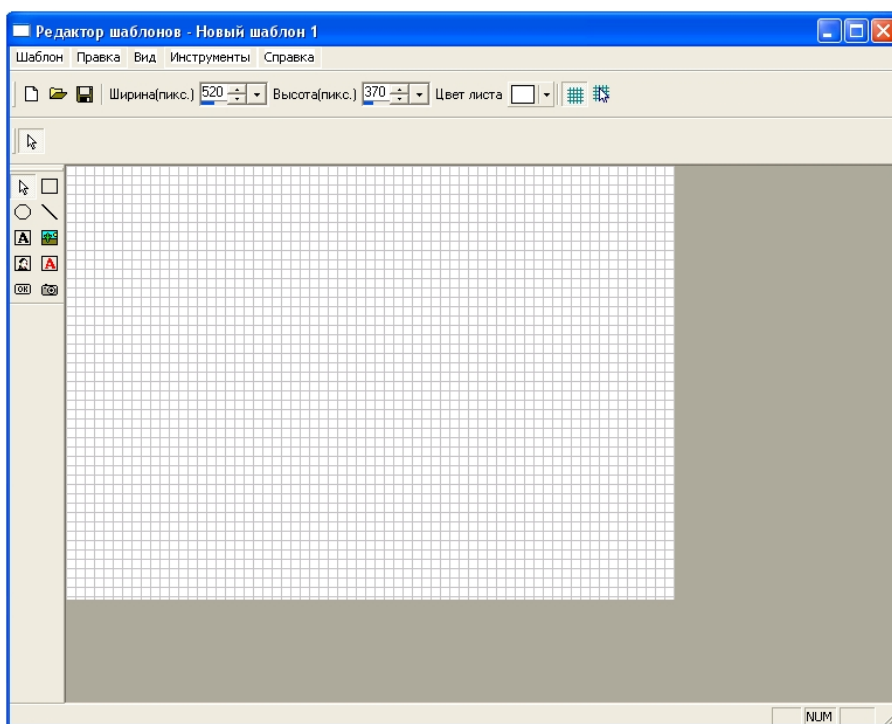 Редактор шаблонов - Новый шаблон 1
Шаблон Правка Вид Инструменты Справка
Ширина(пикс.) 520 Высота(пикс.) 370 Цвет листа
A
A
OK
NUM